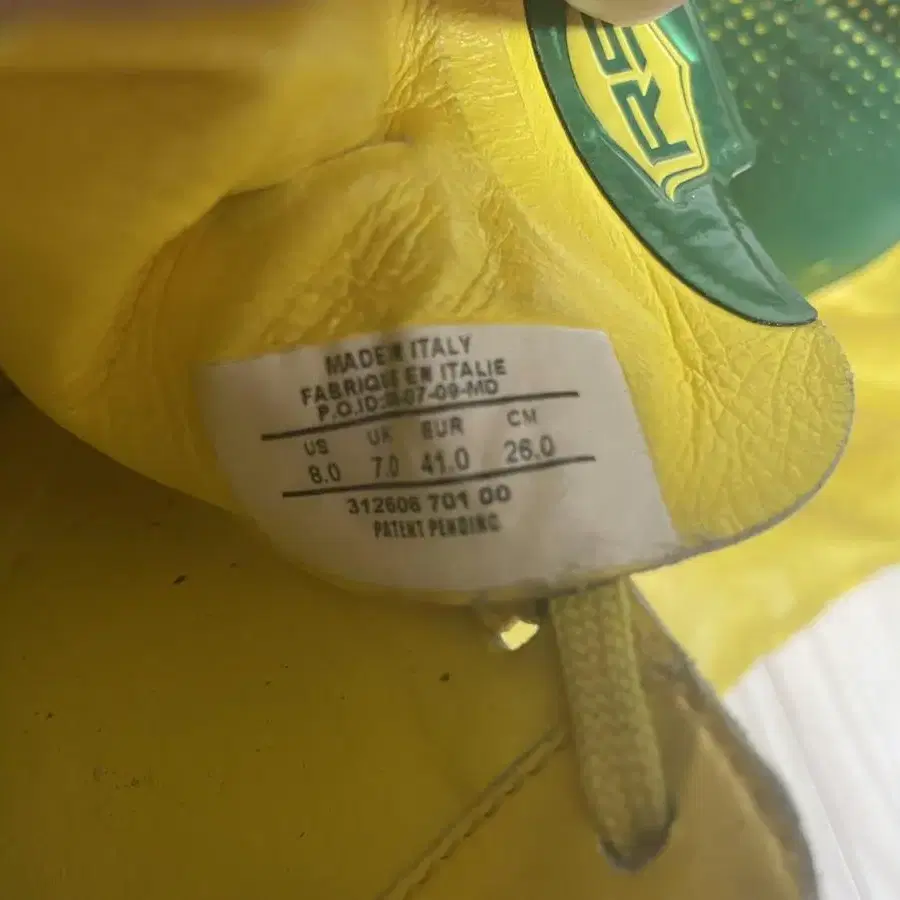 MADE IN ITALY
FABRIQUE EN ITALIE
US UK EUR CM
8.0 7.0 41.0 26.0
312606 701 00
PATENT PENDING